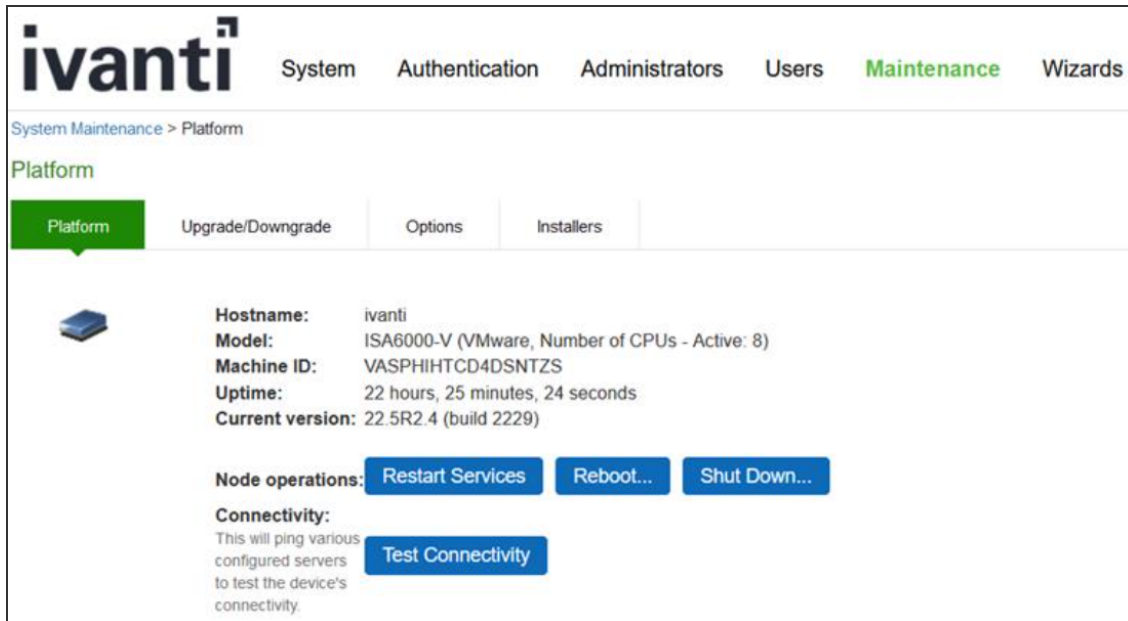 ivanti
System Authentication Administrators Users Maintenance Wizards
System Maintenance > Platform
Platform
Platform Upgrade/Downgrade Options Installers
Hostname: ivanti
Model: ISA6000-V (VMware, Number of CPUs - Active: 8)
Machine ID: VASPHIHTCD4DSNTZS
Uptime: 22 hours, 25 minutes, 24 seconds
Current version: 22.5R2.4 (build 2229)
Node operations: Restart Services Reboot... Shut Down...
Connectivity:
This will ping various
configured servers
to test the device's
connectivity.
Test Connectivity